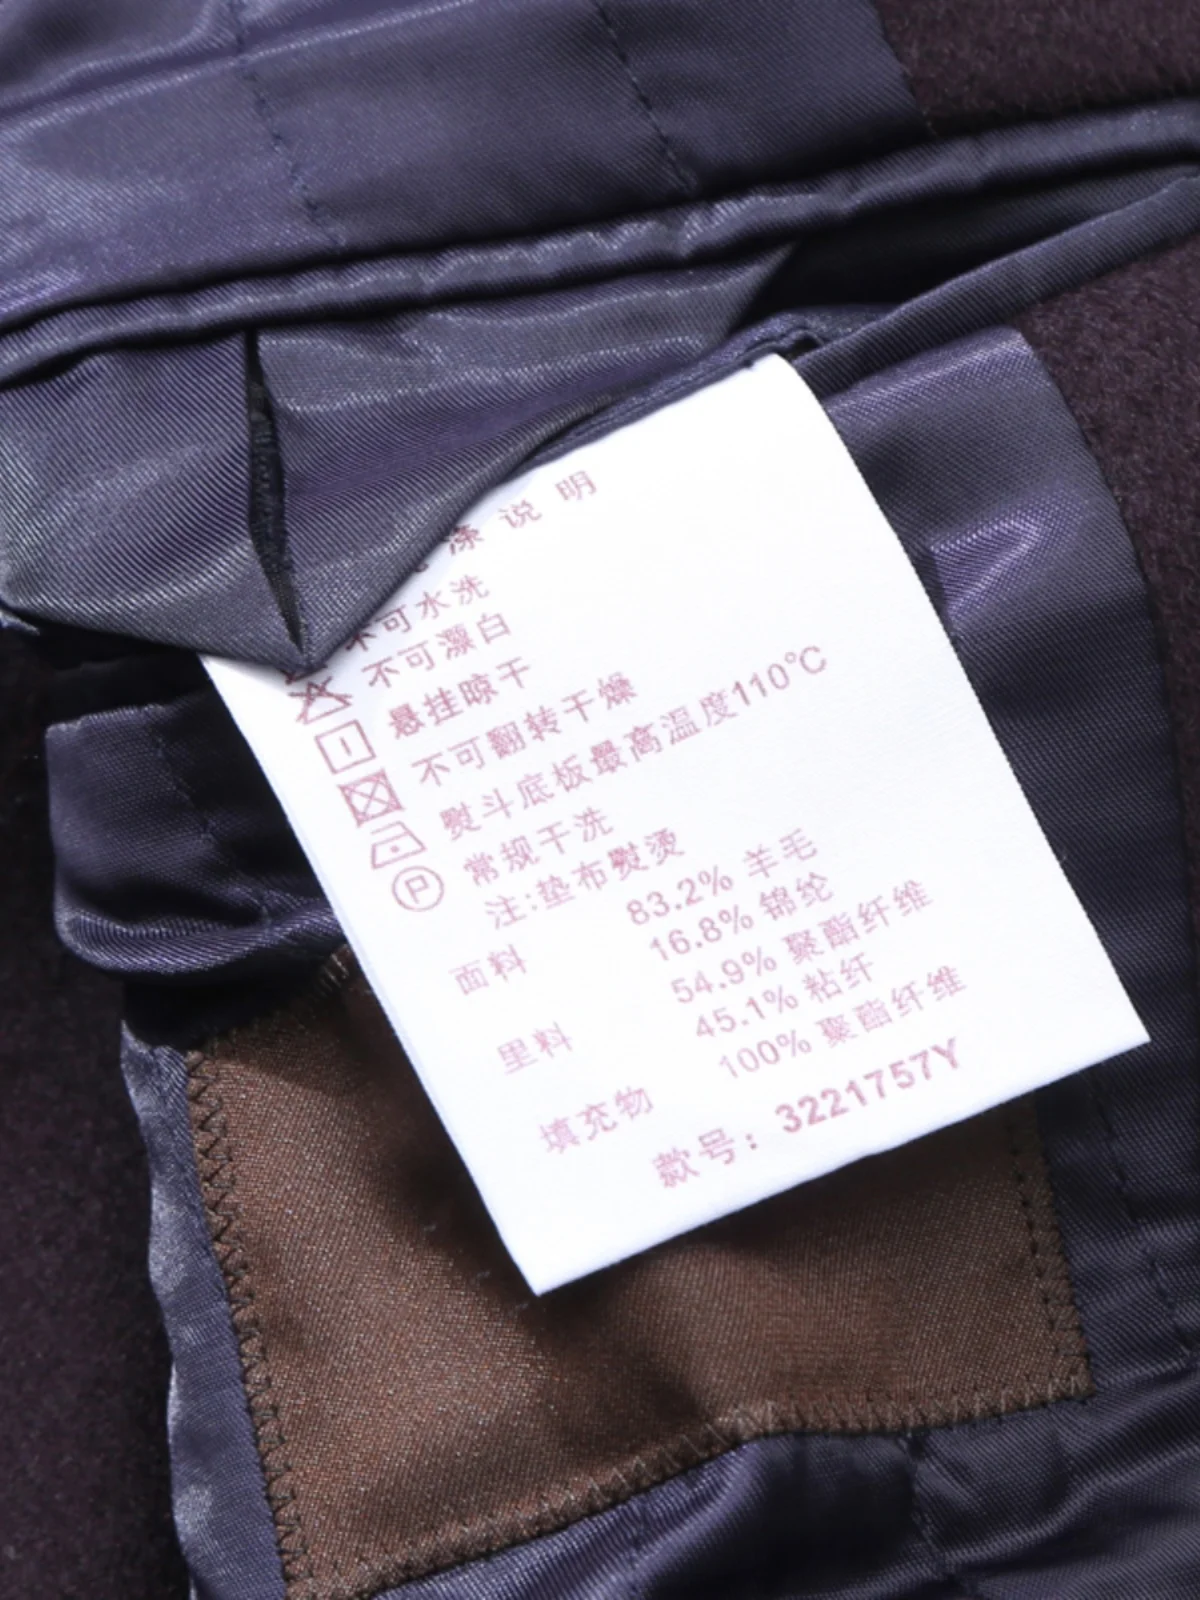 涤 说 明
不可水洗
不可漂白
悬挂晾干
不可翻转干燥
熨斗底板最高温度110℃
常规干洗
P
注:垫布熨烫
面料 83.2% 羊毛
16.8% 锦纶
里料 54.9% 聚酯纤维
45.1% 粘纤
填充物 100% 聚酯纤维
款号: 3221757Y